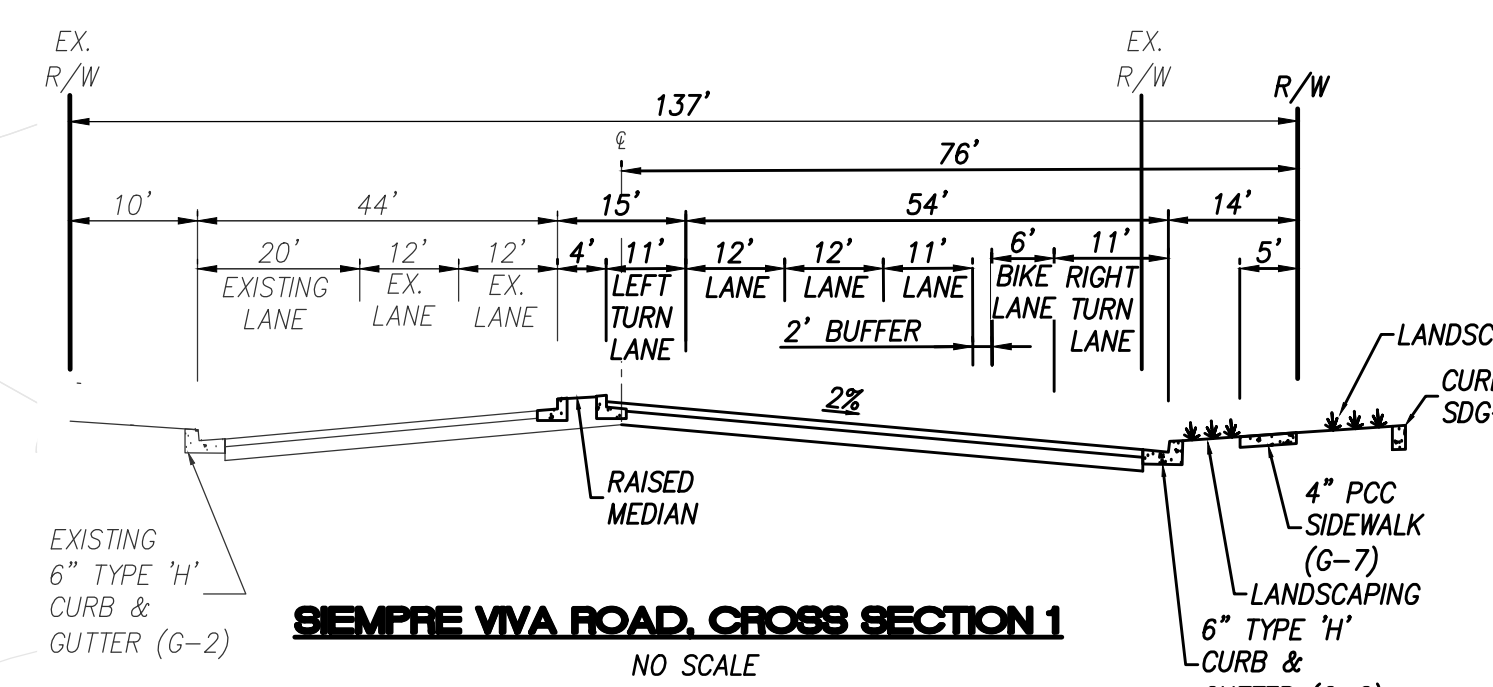 EX.
R/W
EX.
R/W
R/W
137'
℄
76'
10'
44'
15'
54'
14'
20'
12'
12'
4'
11'
12'
12'
11'
6'
11'
5'
EXISTING
LANE
EX.
LANE
EX.
LANE
LEFT
TURN
LANE
LANE
LANE
LANE
BIKE
LANE
RIGHT
TURN
LANE
2' BUFFER
LANDSC
CUR
SDG-
2%
RAISED
MEDIAN
4" PCC
SIDEWALK
(G-7)
LANDSCAPING
6" TYPE 'H'
CURB &
EXISTING
6" TYPE 'H'
CURB &
GUTTER (G-2)
SIEMPRE VIVA ROAD, CROSS SECTION 1
NO SCALE